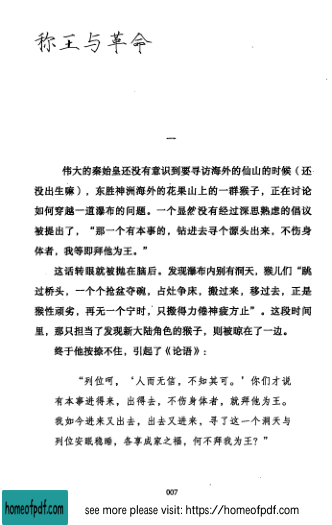 称王与革命
一
伟大的秦始皇还没有意识到要寻访海外的仙山的时候（还
没出生嘛），东胜神洲海外的花果山上的一群猴子，正在讨论
如何穿越一道瀑布的问题。一个显然没有经过深思熟虑的倡议
被提出了，“那一个有本事的，钻进去寻个源头出来，不伤身
体者，我等即拜他为王。”
这话转眼就被抛在脑后。发现瀑布内别有洞天，猴儿们“跳
过桥头，一个个抢盆夺碗，占灶争床，搬过来，移过去，正是
猴性顽劣，再无一个宁时，只搬得力倦神疲方止”。这段时间
里，那只担当了发现新大陆角色的猴子，则被晾在了一边。
终于他按捺不住，引起了《论语》：
“列位呵，‘人而无信，不知其可。’你们才说
有本事进得来，出得去，不伤身体者，就拜他为王。
我如今进来又出去，出去又进来，寻了这一个洞天与
列位安眠稳睡，各享成家之福，何不拜我为王？”
007
homeofpdf.com
see more please visit: https://homeofpdf.com